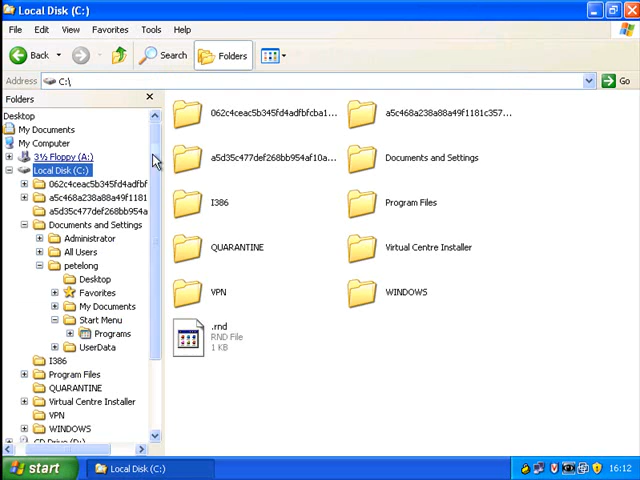 Local Disk (C:)
File Edit View Favorites Tools Help
Back Search Folders
Address C:\ Go
Folders
Desktop
My Documents
My Computer
3½ Floppy (A:)
Local Disk (C:)
062c4ceac5b345fd4adfbf
a5c468a238a88a49f1181
a5d35c477def268bb954a
Documents and Settings
Administrator
All Users
petelong
Desktop
Favorites
My Documents
Start Menu
Programs
UserData
I386
Program Files
QUARANTINE
Virtual Centre Installer
VPN
WINDOWS
CD Drive (D:)
062c4ceac5b345fd4adfbfcba1... a5c468a238a88a49f1181c357...
a5d35c477def268bb954af10a... Documents and Settings
I386 Program Files
QUARANTINE Virtual Centre Installer
VPN WINDOWS
.rnd
RND File
1 KB
start Local Disk (C:) 16:12